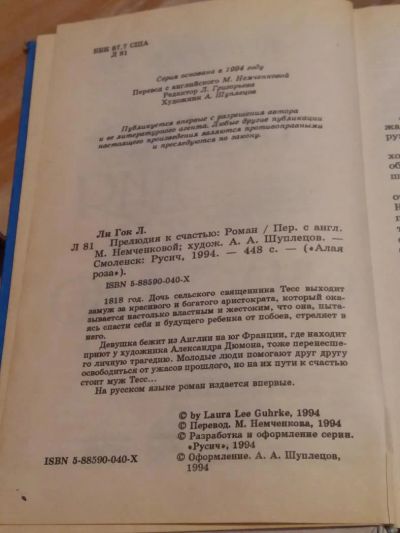 ББК 87.7 США
Л 81
Серия основана в 1994 году
Перевод с английского М. Немченковой
Редактор Л. Григорьева
Художник А. Шуплецов
Публикуется впервые с разрешения автора
и ее литературного агента. Любые другие публикации
настоящего произведения являются противоправными
и преследуются по закону.
Ли Гок Л.
Л 81 Прелюдия к счастью: Роман / Пер. с англ.
М. Немченковой; худож. А. А. Шуплецов. —
Смоленск: Русич, 1994. — 448 с. — («Алая
роза»).
ISBN 5-88590-040-X
1818 год. Дочь сельского священника Тесс выходит
замуж за красивого и богатого аристократа, который ока-
зывается настолько властным и жестоким, что она, пыта-
ясь спасти себя и будущего ребенка от побоев, стреляет в
него.
Девушка бежит из Англии на юг Франции, где находит
приют у художника Александра Дюмона, тоже перенесше-
го личную трагедию. Молодые люди помогают друг другу
освободиться от ужасов прошлого, но на их пути к счастью
стоит муж Тесс...
На русском языке роман издается впервые.
© by Laura Lee Guhrke, 1994
© Перевод. М. Немченкова, 1994
© Разработка и оформление серии.
«Русич», 1994
ISBN 5-88590-040-X
© Оформление. А. А. Шуплецов,
1994